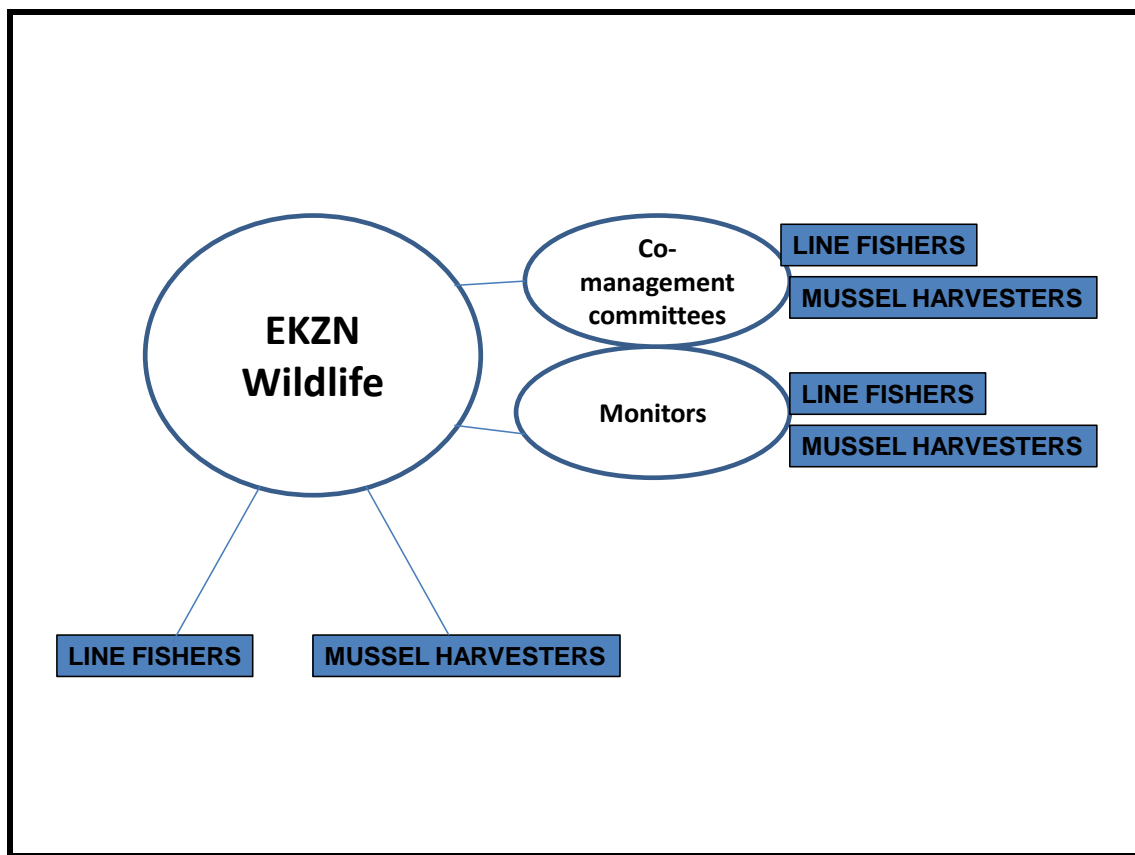 EKZN
Wildlife
Co-
management
committees
LINE FISHERS
MUSSEL HARVESTERS
Monitors
LINE FISHERS
MUSSEL HARVESTERS
LINE FISHERS
MUSSEL HARVESTERS